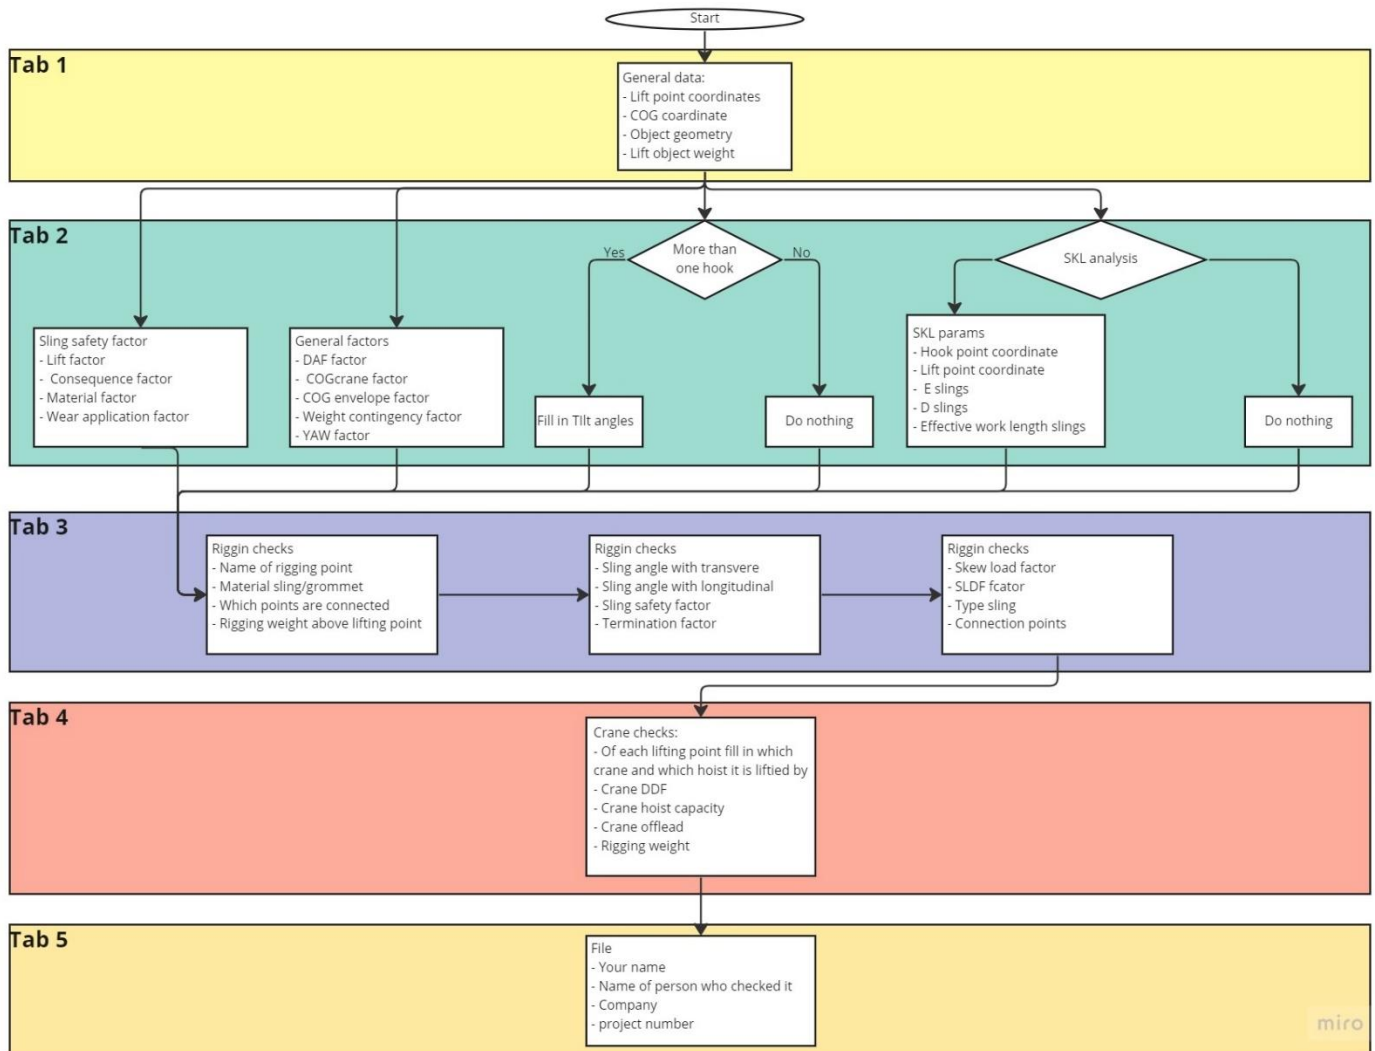 Start
Tab 1
General data:
- Lift point coordinates
- COG coardinate
- Object geometry
- Lift object weight
Tab 2
Yes
More than
one hook
No
SKL analysis
Sling safety factor
- Lift factor
- Consequence factor
- Material factor
- Wear application factor
General factors
- DAF factor
- COGcrane factor
- COG envelope factor
- Weight contingency factor
- YAW factor
Fill in Tilt angles
Do nothing
SKL params
- Hook point coordinate
- Lift point coordinate
- E slings
- D slings
- Effective work length slings
Do nothing
Tab 3
Riggin checks
- Name of rigging point
- Material sling/grommet
- Which points are connected
- Rigging weight above lifting point
Riggin checks
- Sling angle with transvere
- Sling angle with longitudinal
- Sling safety factor
- Termination factor
Riggin checks
- Skew load factor
- SLDF fcator
- Type sling
- Connection points
Tab 4
Crane checks:
- Of each lifting point fill in which
crane and which hoist it is liftied by
- Crane DDF
- Crane hoist capacity
- Crane offlead
- Rigging weight
Tab 5
File
- Your name
- Name of person who checked it
- Company
- project number
miro